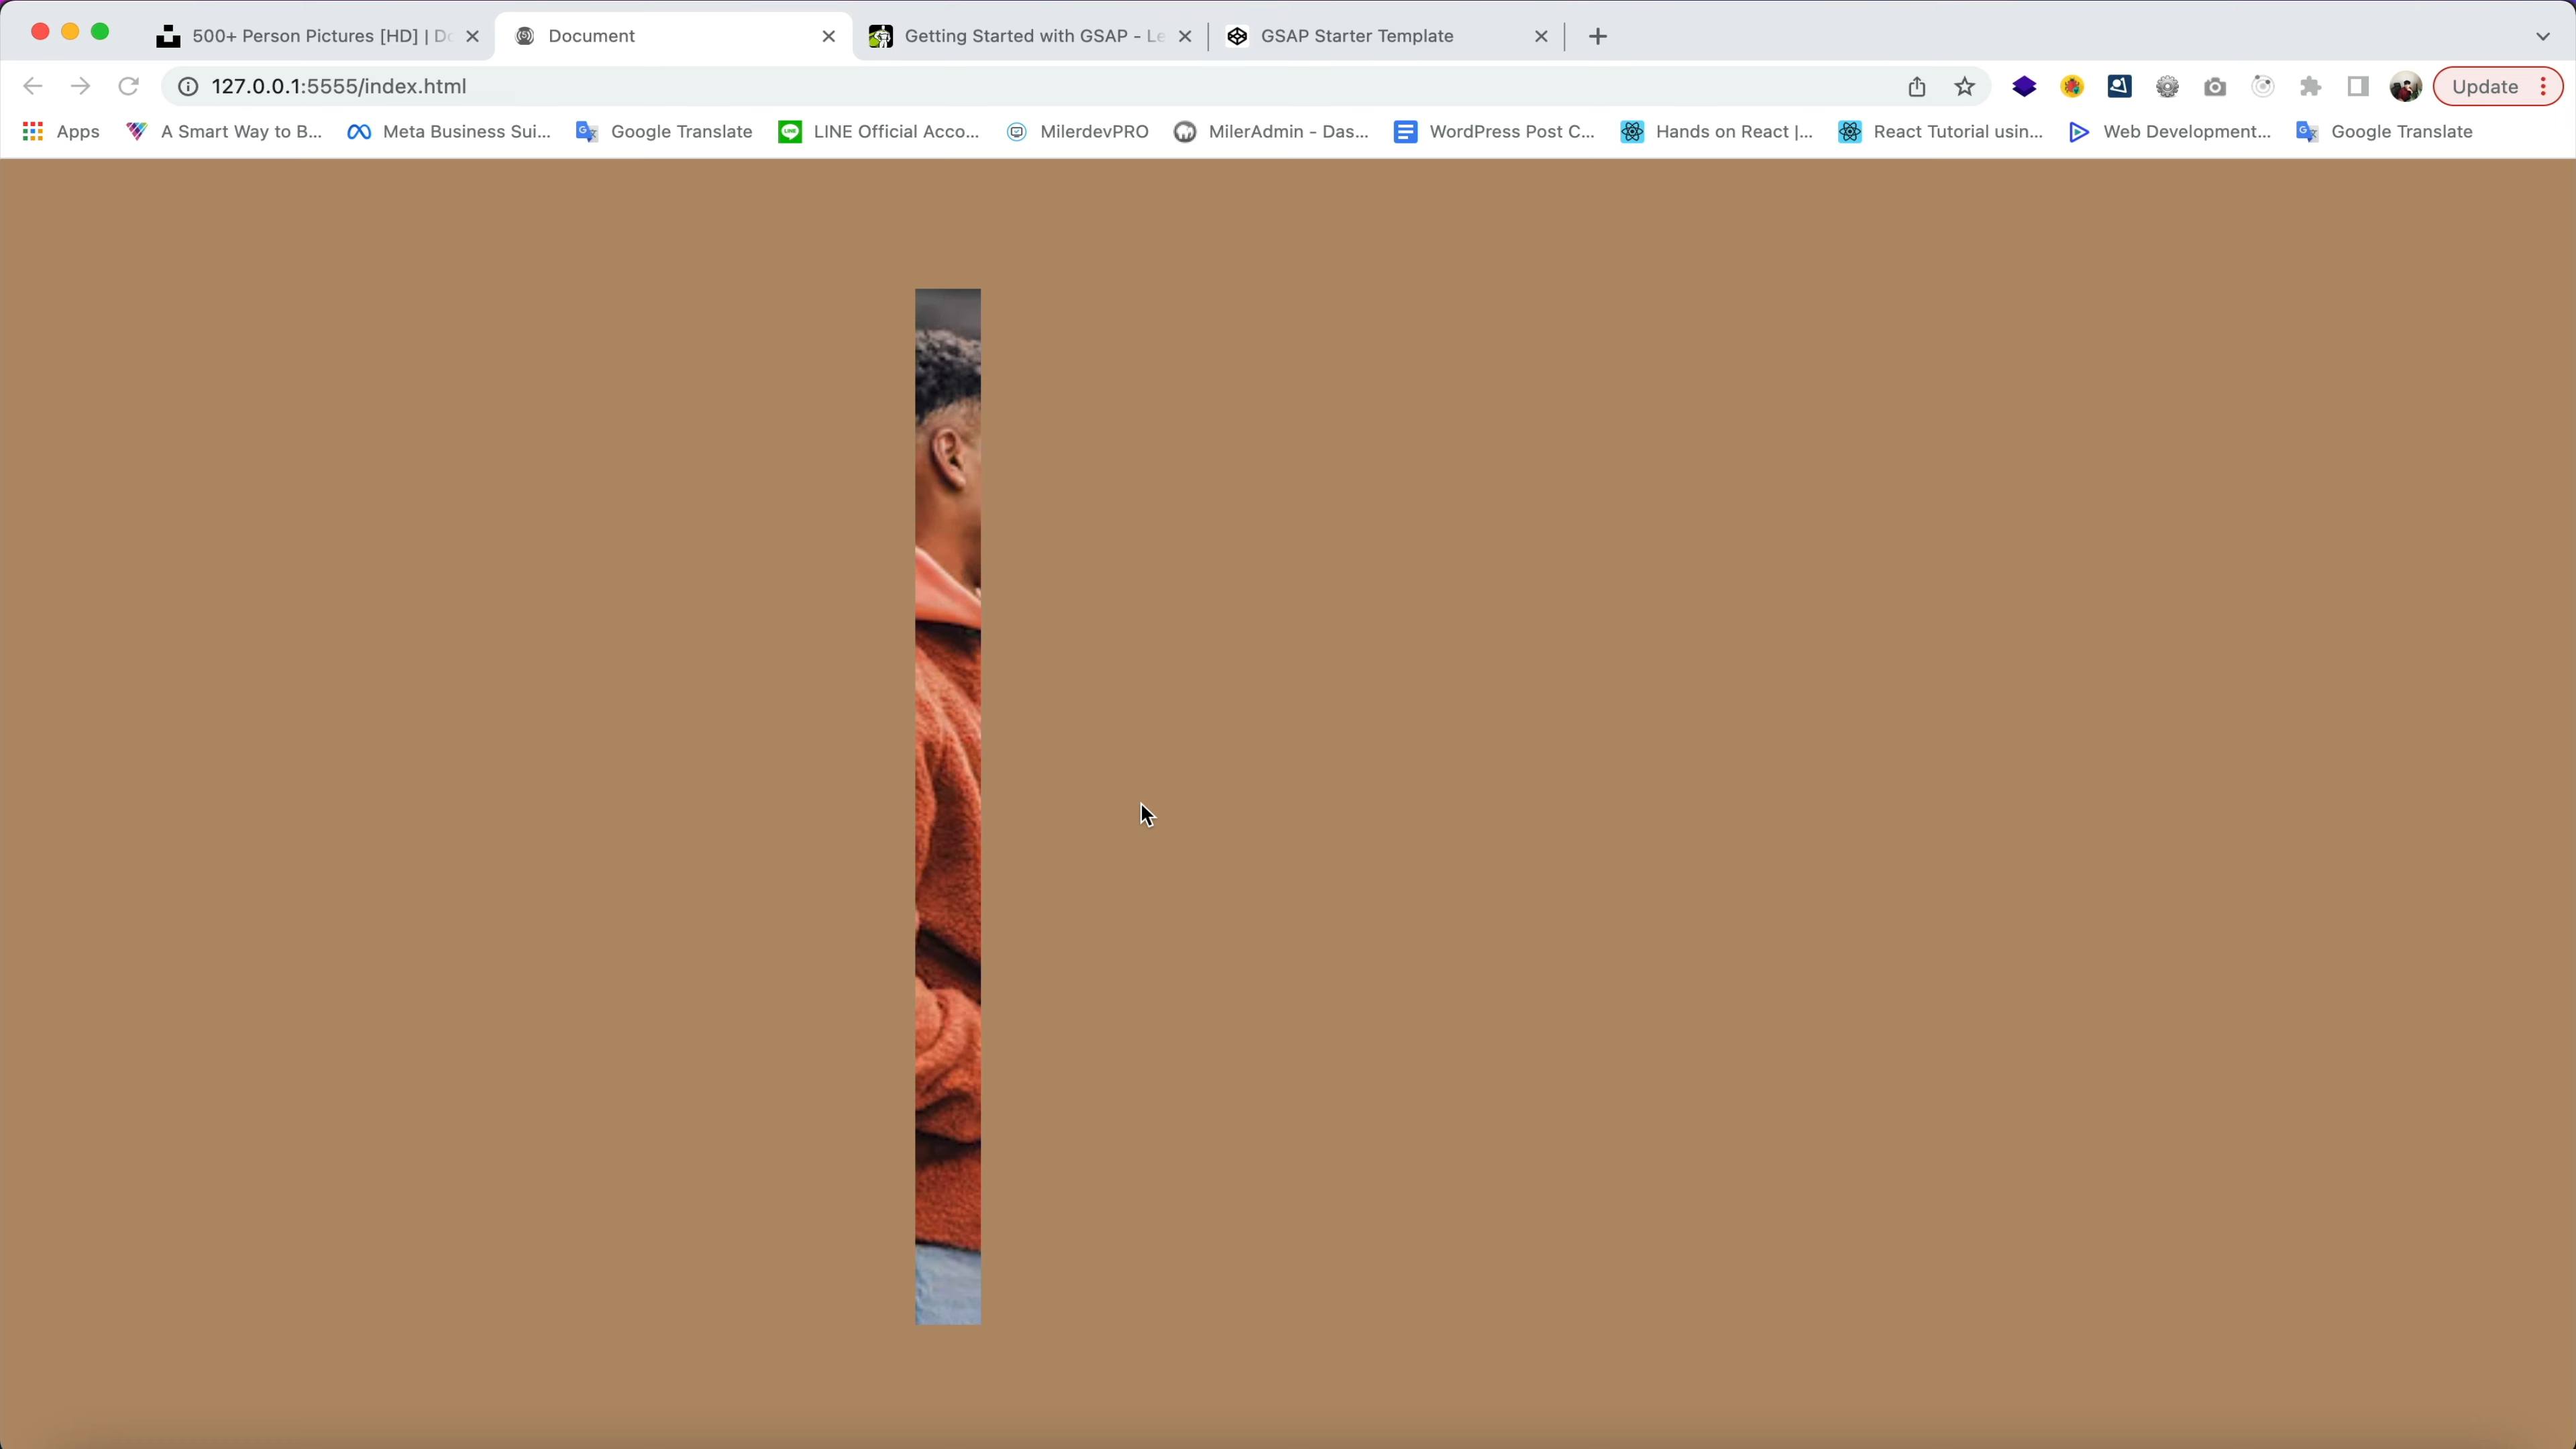 500+ Person Pictures [HD] | Do
Document
Getting Started with GSAP - Le
GSAP Starter Template
127.0.0.1:5555/index.html
Update
Apps
A Smart Way to B...
Meta Business Sui...
Google Translate
LINE Official Acco...
MilerdevPRO
MilerAdmin - Das...
WordPress Post C...
Hands on React |...
React Tutorial usin...
Web Development...
Google Translate